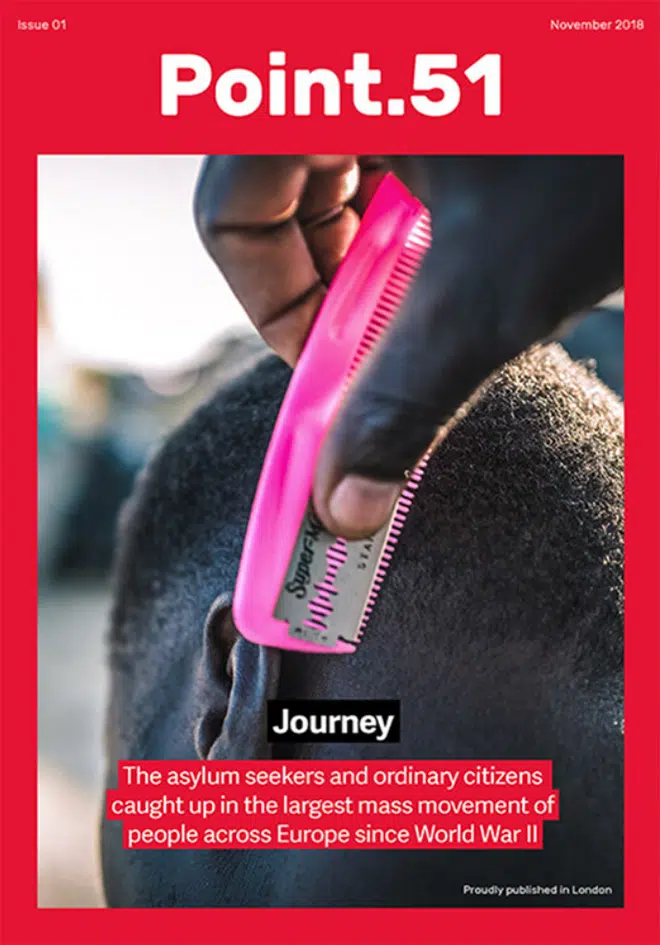 Issue 01
November 2018
Point.51
Journey
The asylum seekers and ordinary citizens
caught up in the largest mass movement of
people across Europe since World War II
Proudly published in London